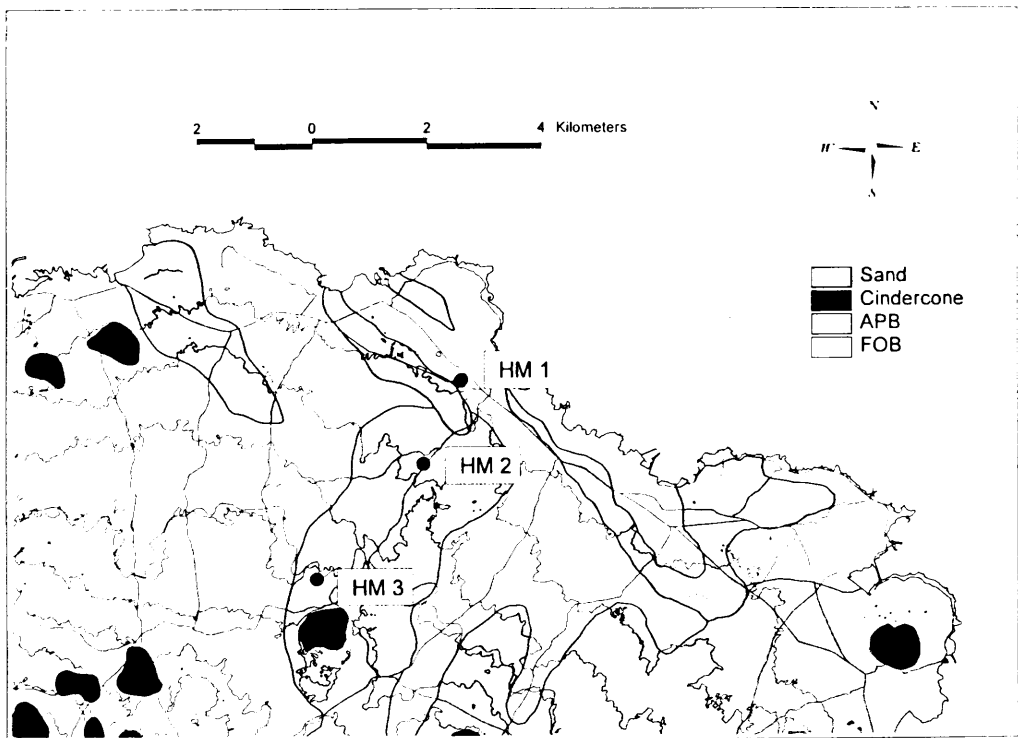 N
2 0 2 4 Kilometers
W E
S
Sand
Cindercone
APB
FOB
HM 1
HM 2
HM 3